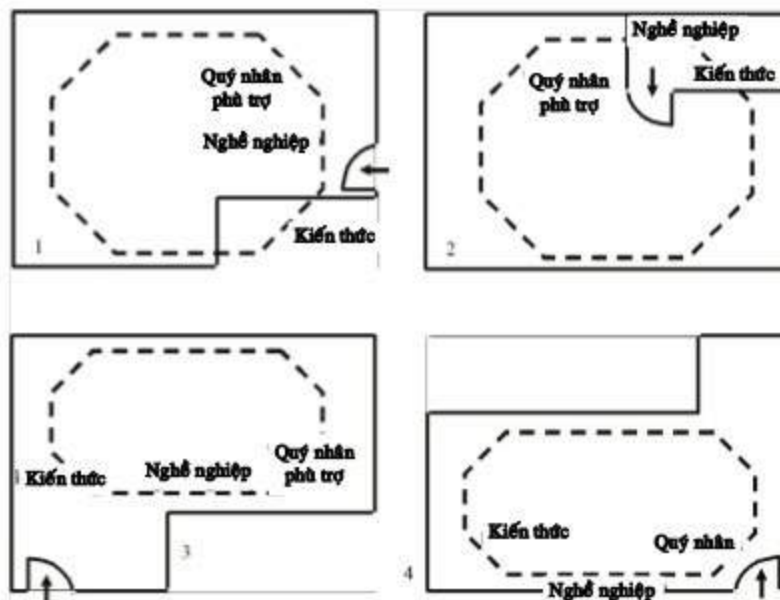 Quý nhân
phù trợ
Nghề nghiệp
Kiến thức
1
Nghề nghiệp
Quý nhân
phù trợ
Kiến thức
2
Kiến thức
Nghề nghiệp
Quý nhân
phù trợ
3
Kiến thức
Quý nhân
Nghề nghiệp
4